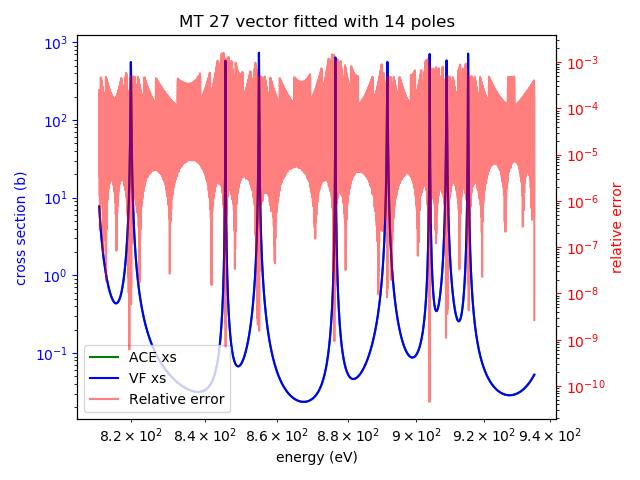 MT 27 vector fitted with 14 poles
10³
10²
10¹
10⁰
10⁻¹
cross section (b)
10⁻³
10⁻⁴
10⁻⁵
10⁻⁶
10⁻⁷
10⁻⁸
10⁻⁹
10⁻¹⁰
relative error
ACE xs
VF xs
Relative error
8.2 × 10² 8.4 × 10² 8.6 × 10² 8.8 × 10² 9 × 10² 9.2 × 10² 9.4 × 10²
energy (eV)